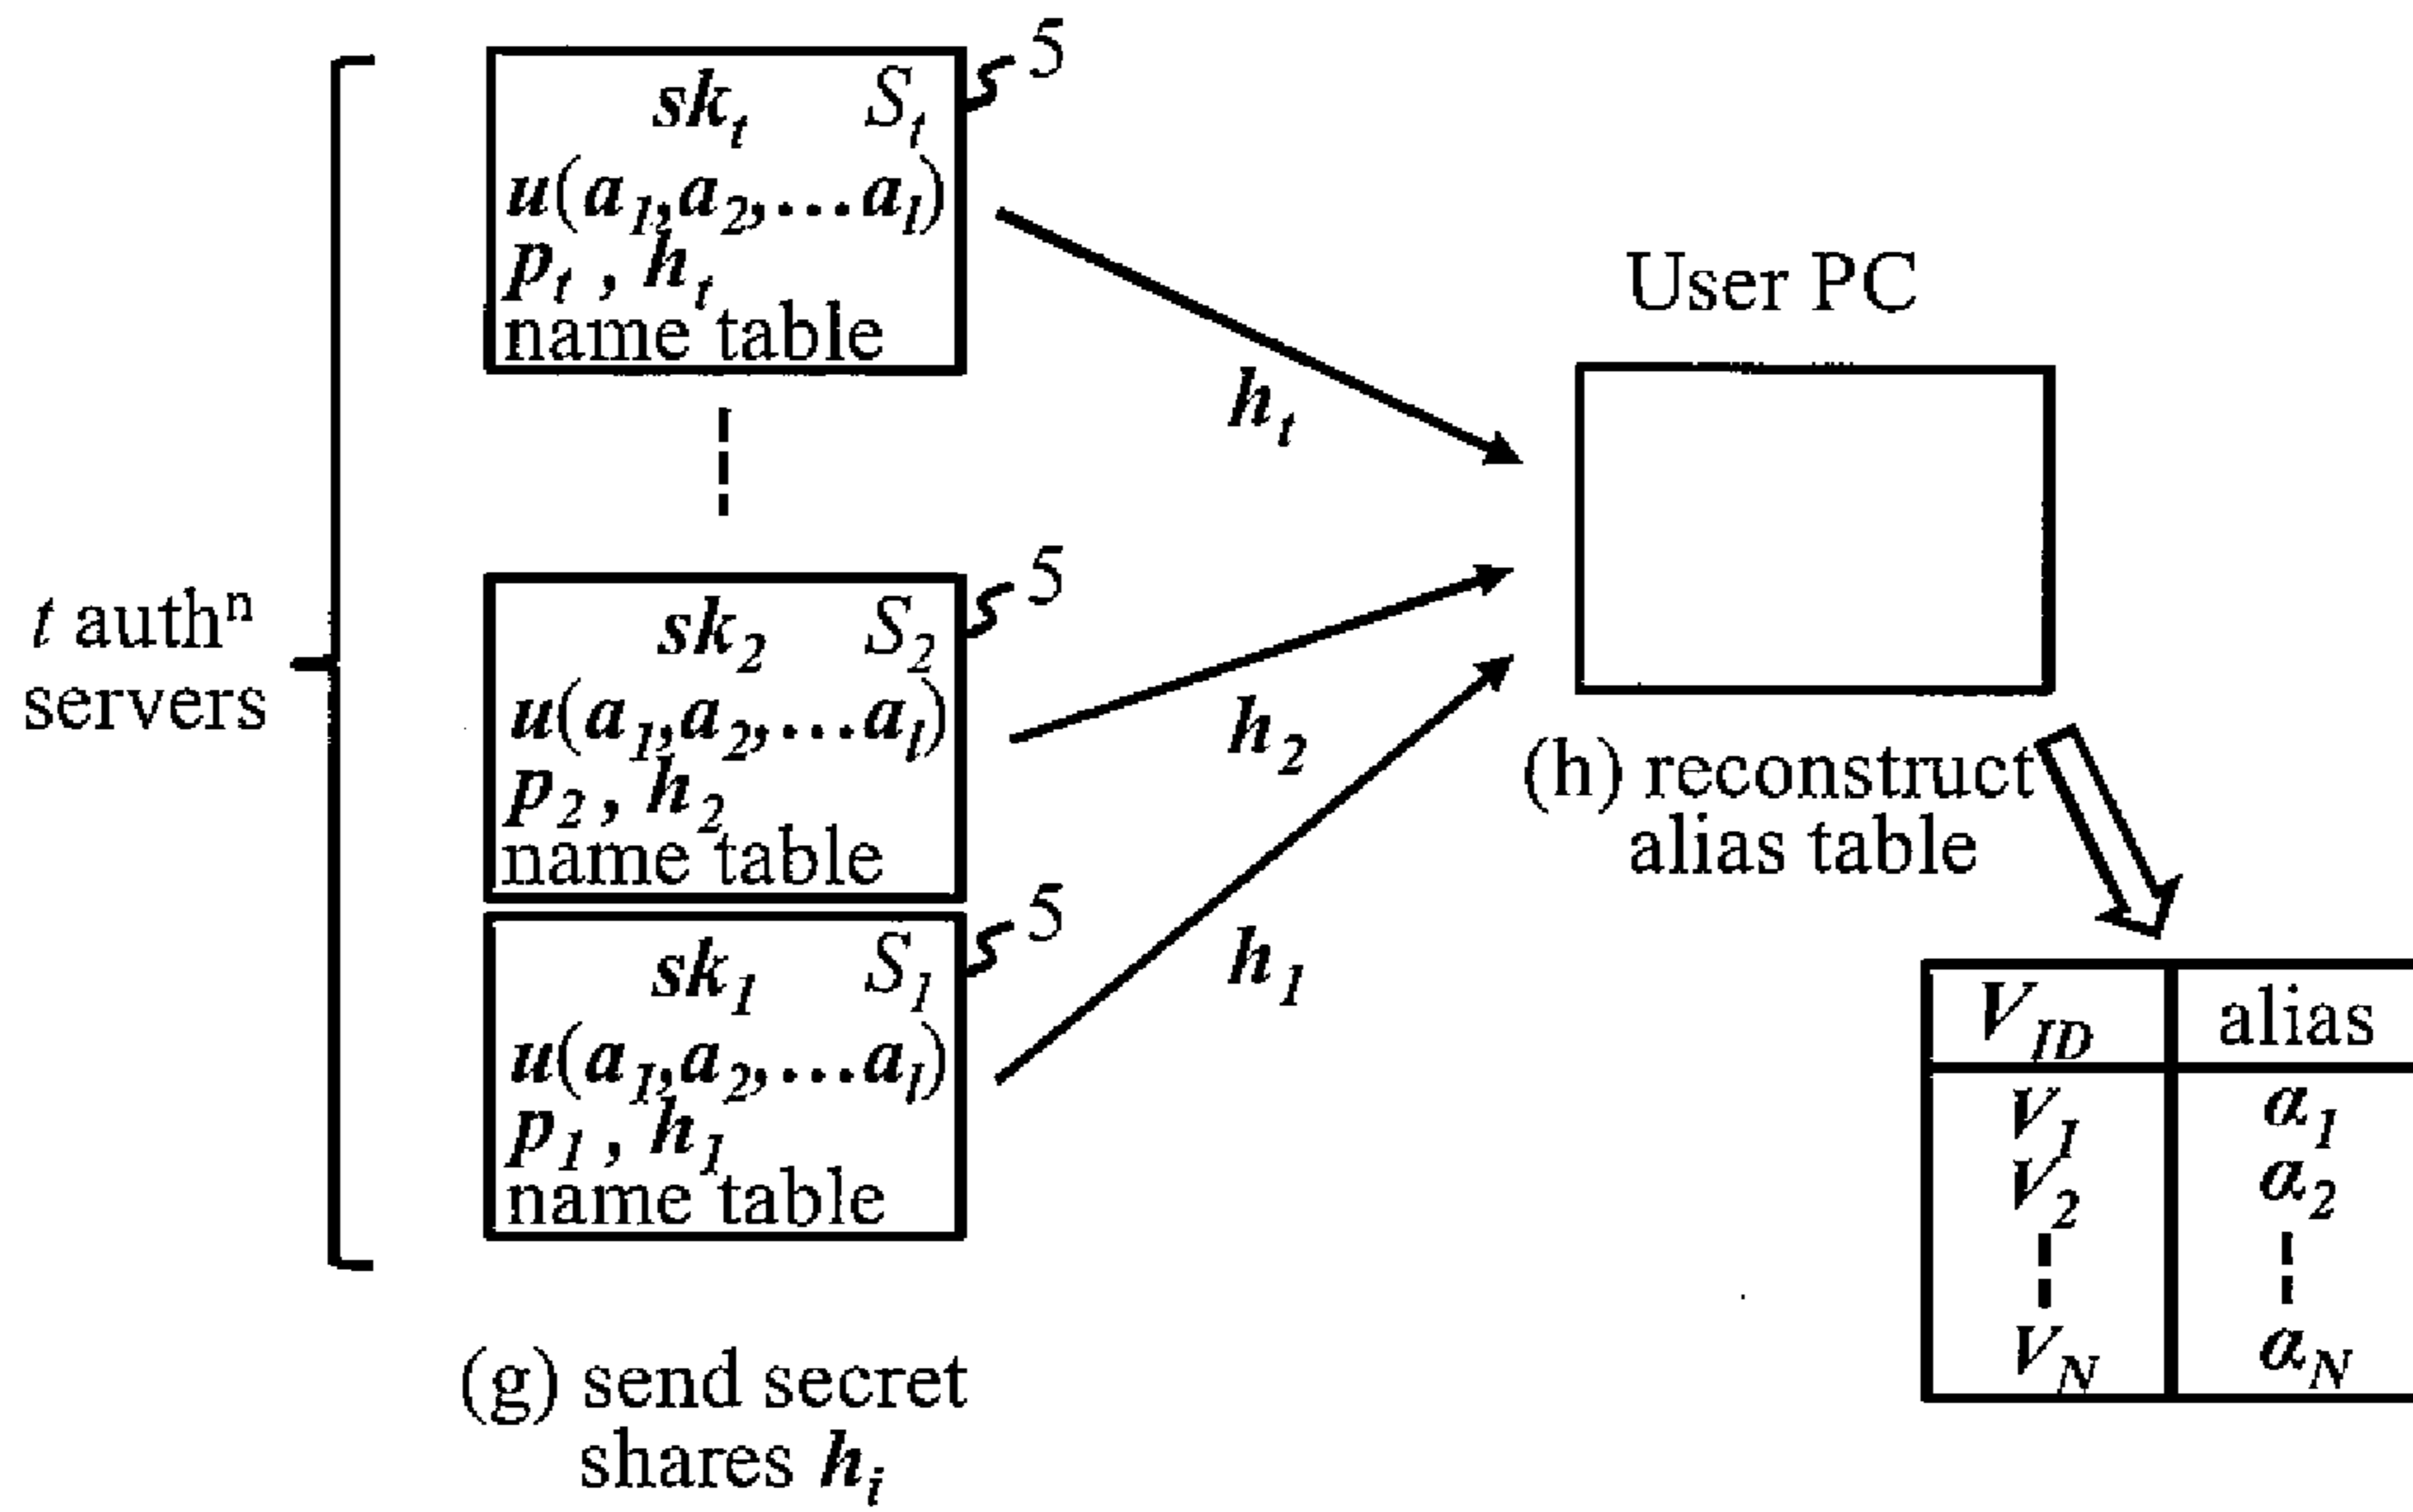 t authⁿ
servers
sk_t S_t 5
u(a_1,a_2,...a_l)
p_t , h_t
name table
sk_2 S_2 5
u(a_1,a_2,...a_l)
p_2 , h_2
name table
sk_1 S_1 5
u(a_1,a_2,...a_l)
p_1 , h_1
name table
(g) send secret
shares h_i
h_t
h_2
h_1
User PC
(h) reconstruct
alias table
V_ID alias
V_1 a_1
V_2 a_2
V_N a_N